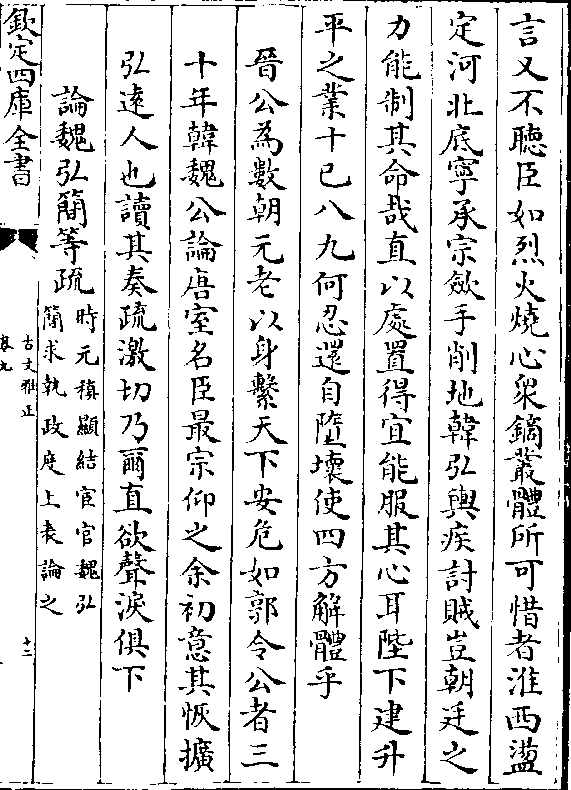 言又不聽臣如烈火燒心衆鏑叢體所可惜者淮西盪
定河北底寧承宗斂手削地韓弘輿疾討賊豈朝廷之
力能制其命哉直以處置得宜能服其心耳陛下建升
平之業十已八九何忍還自墮壞使四方解體乎
晉公為數朝元老以身繫天下安危如郭令公者三
十年韓魏公論唐室名臣最宗仰之余初意其恢擴
弘逺人也讀其奏疏激切乃爾直欲聲淚俱下
論魏弘簡等疏
時元稹顯結宦官魏弘
簡求執政度上表論之
欽定四庫全書
古文雅正
卷九
十二